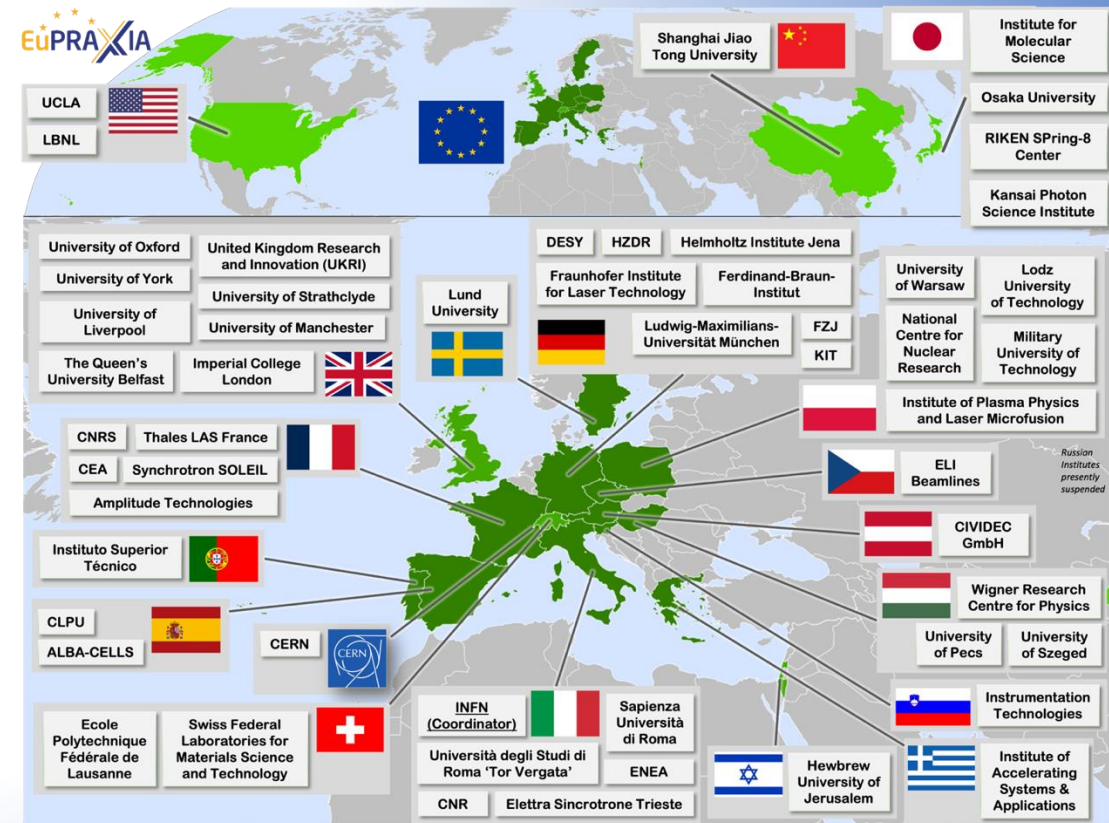 EuPRAXIA
UCLA
LBNL
Shanghai Jiao
Tong University
Institute for
Molecular
Science
Osaka University
RIKEN SPring-8
Center
Kansai Photon
Science Institute
University of Oxford
University of York
University of
Liverpool
The Queen's
University Belfast
United Kingdom Research
and Innovation (UKRI)
University of Strathclyde
University of Manchester
Imperial College
London
Lund
University
DESY
HZDR
Helmholtz Institute Jena
Fraunhofer Institute
for Laser Technology
Ferdinand-Braun-
Institut
Ludwig-Maximilians-
Universität München
FZJ
KIT
University
of Warsaw
Lodz
University
of Technology
National
Centre for
Nuclear
Research
Military
University of
Technology
Institute of Plasma Physics
and Laser Microfusion
CNRS
Thales LAS France
CEA
Synchrotron SOLEIL
Amplitude Technologies
Russian
Institutes
presently
suspended
ELI
Beamlines
CIVIDEC
GmbH
Instituto Superior
Técnico
Wigner Research
Centre for Physics
University
of Pecs
University
of Szeged
CLPU
ALBA-CELLS
CERN
CERN
Instrumentation
Technologies
Ecole
Polytechnique
Fédérale de
Lausanne
Swiss Federal
Laboratories for
Materials Science
and Technology
INFN
(Coordinator)
Sapienza
Università
di Roma
Università degli Studi di
Roma 'Tor Vergata'
ENEA
CNR
Elettra Sincrotrone Trieste
Hewbrew
University of
Jerusalem
Institute of
Accelerating
Systems &
Applications